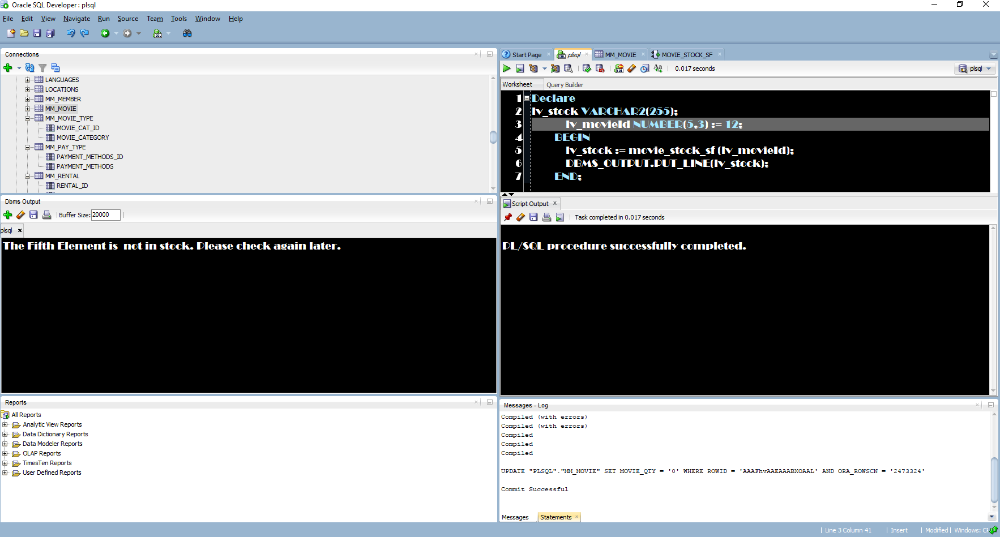 Oracle SQL Developer : plsql
File Edit View Navigate Run Source Team Tools Window Help
Connections
LANGUAGES
LOCATIONS
MM_MEMBER
MM_MOVIE
MM_MOVIE_TYPE
MOVIE_CAT_ID
MOVIE_CATEGORY
MM_PAY_TYPE
PAYMENT_METHODS_ID
PAYMENT_METHODS
MM_RENTAL
RENTAL_ID
Dbms Output
Buffer Size: 20000
plsql
The Fifth Element is  not in stock. Please check again later.
Reports
All Reports
Analytic View Reports
Data Dictionary Reports
Data Modeler Reports
OLAP Reports
TimesTen Reports
User Defined Reports
Start Page plsql MM_MOVIE MOVIE_STOCK_SF
0.017 seconds plsql
Worksheet Query Builder
1 Declare
2 lv_stock VARCHAR2(255);
3 lv_movieId NUMBER(5,3) := 12;
4 BEGIN
5 lv_stock := movie_stock_sf (lv_movieId);
6 DBMS_OUTPUT.PUT_LINE(lv_stock);
7 END;
Script Output
Task completed in 0.017 seconds
PL/SQL procedure successfully completed.
Messages - Log
Compiled (with errors)
Compiled (with errors)
Compiled
Compiled
Compiled
UPDATE "PLSQL"."MM_MOVIE" SET MOVIE_QTY = '0' WHERE ROWID = 'AAAFhvAAEAAABXOAAL' AND ORA_ROWSCN = '2473324'
Commit Successful
Messages Statements
Line 3 Column 41 Insert Modified Windows: